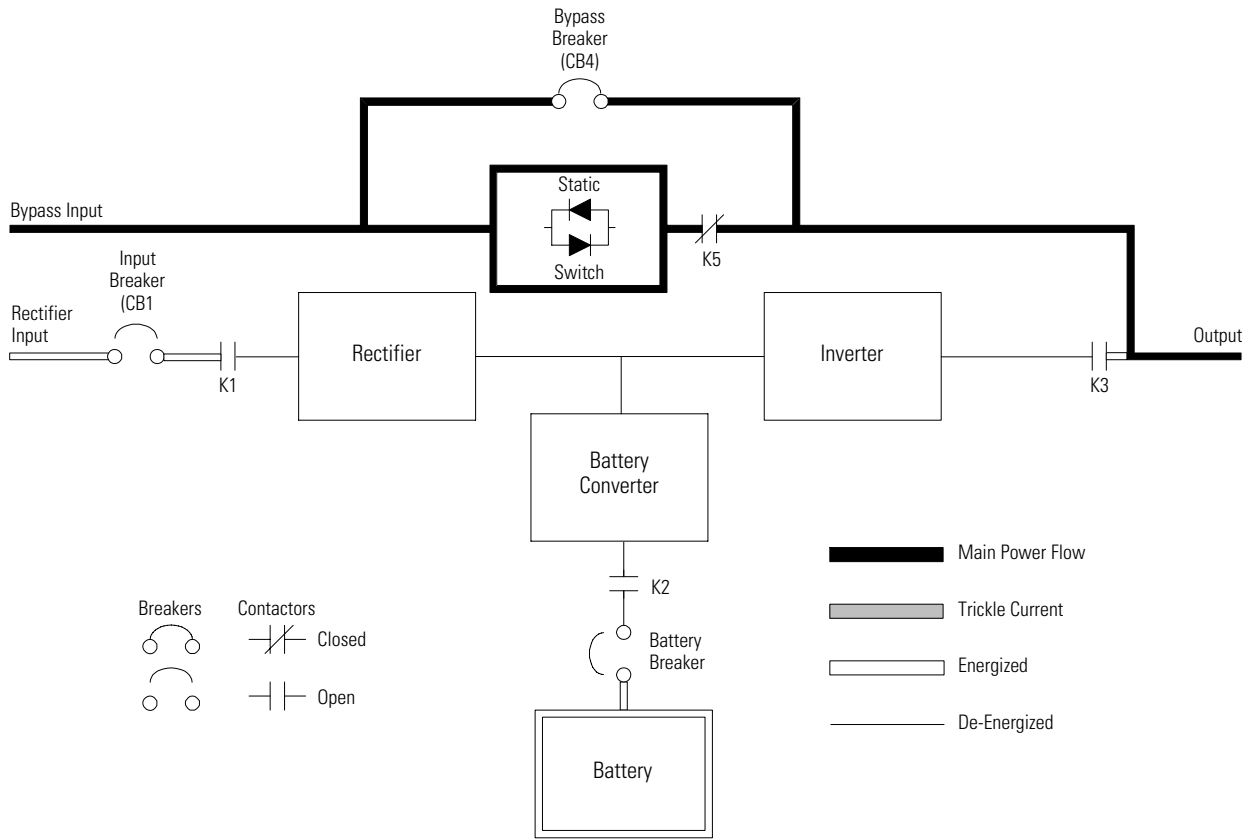 Bypass
Breaker
(CB4)
Static
Bypass Input
Switch
K5
Input
Breaker
(CB1
Rectifier
Input
K1
Rectifier
Inverter
K3
Output
Battery
Converter
K2
Battery
Breaker
Battery
Breakers
Contactors
Closed
Open
Main Power Flow
Trickle Current
Energized
De-Energized